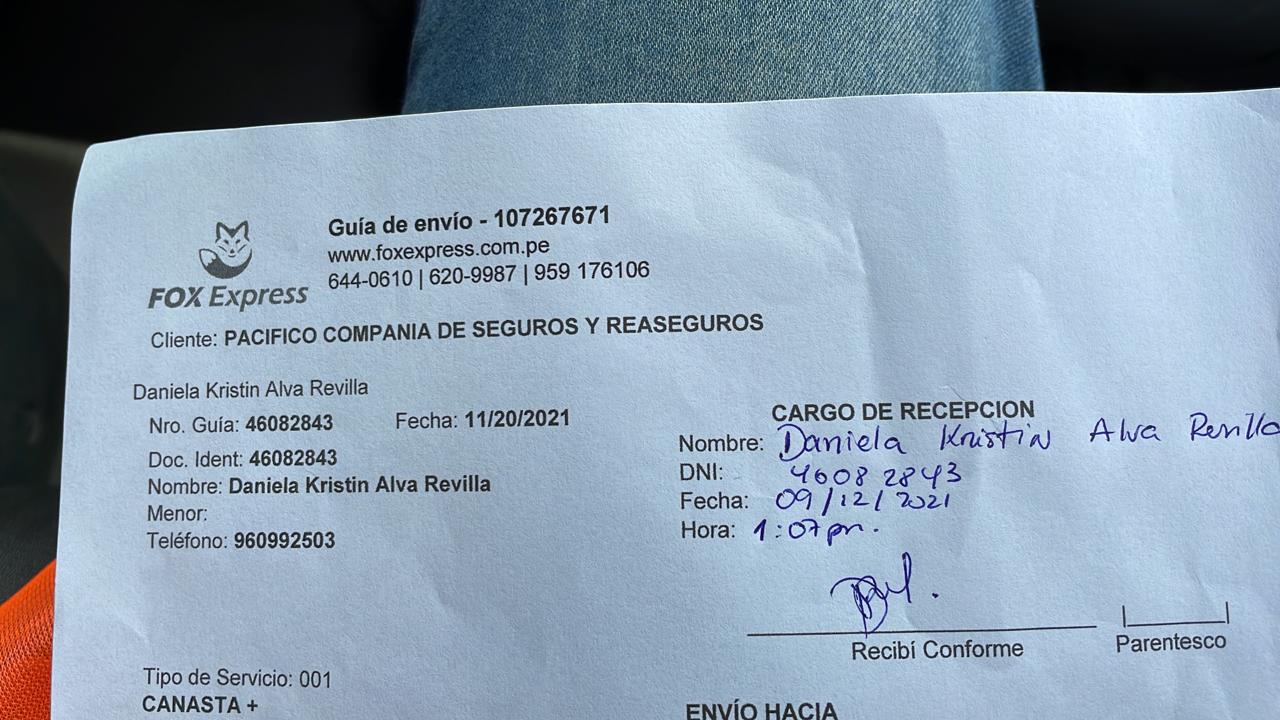 Guía de envío - 107267671
www.foxexpress.com.pe
644-0610 | 620-9987 | 959 176106
FOX Express
Cliente: PACIFICO COMPANIA DE SEGUROS Y REASEGUROS
Daniela Kristin Alva Revilla
Nro. Guía: 46082843 Fecha: 11/20/2021
Doc. Ident: 46082843
Nombre: Daniela Kristin Alva Revilla
Menor:
Teléfono: 960992503
CARGO DE RECEPCION
Nombre: Daniela Kristin Alva Revilla
DNI: 46082843
Fecha: 09/12/2021
Hora: 1:07pm.
Recibí Conforme
Parentesco
Tipo de Servicio: 001
CANASTA +
ENVÍO HACIA